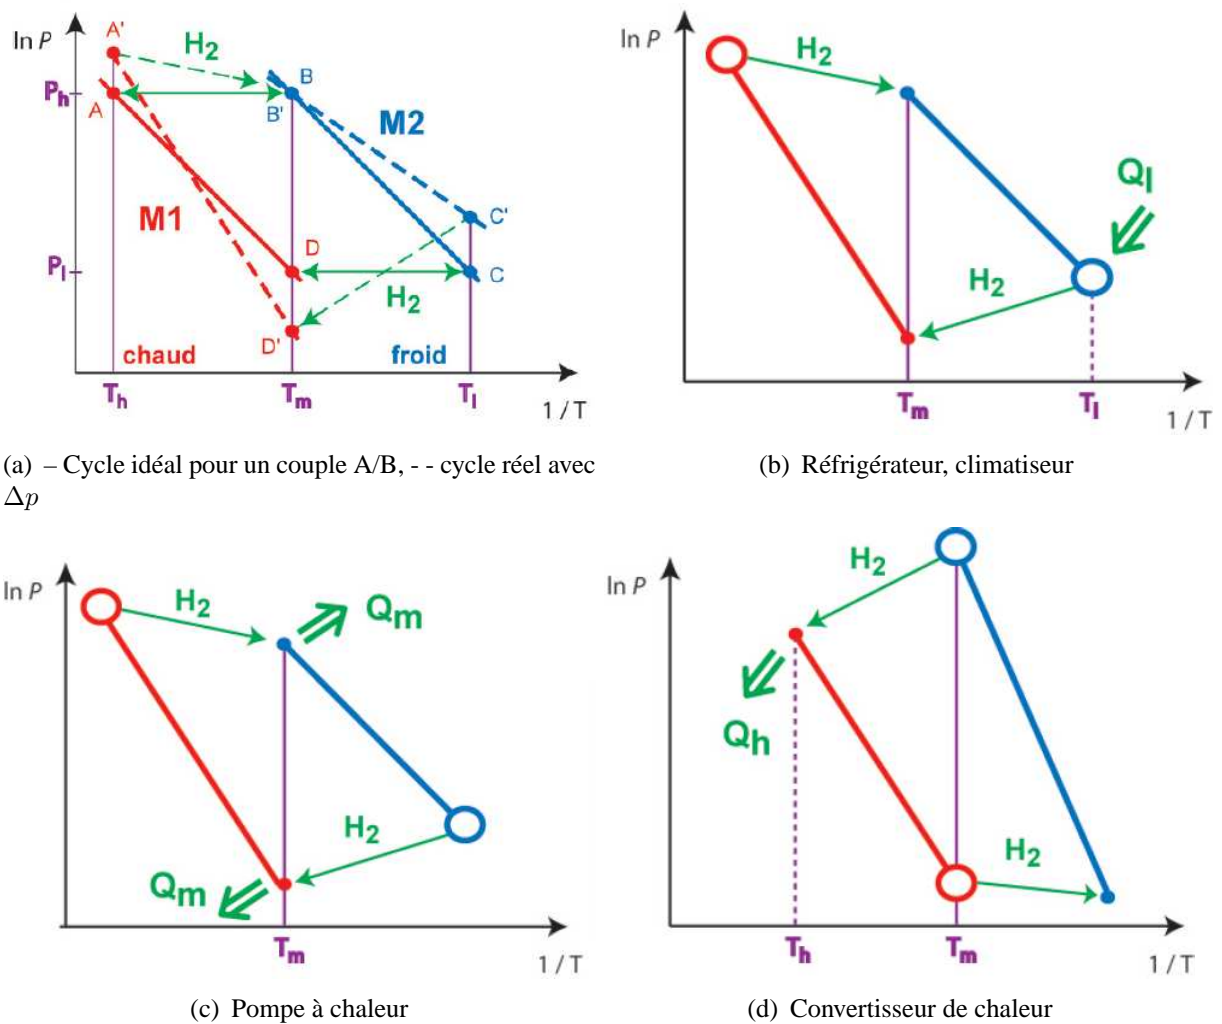 ln P
A'
H2
Ph
A
B
B'
M2
M1
C'
Pl
D
C
H2
D'
chaud
froid
Th
Tm
Tl
1 / T
(a) – Cycle idéal pour un couple A/B, - - cycle réel avec
Δp
ln P
H2
Ql
H2
Tm
Tl
1 / T
(b) Réfrigérateur, climatiseur
ln P
H2
Qm
H2
Qm
Tm
1 / T
(c) Pompe à chaleur
ln P
H2
Qh
H2
Th
Tm
1 / T
(d) Convertisseur de chaleur